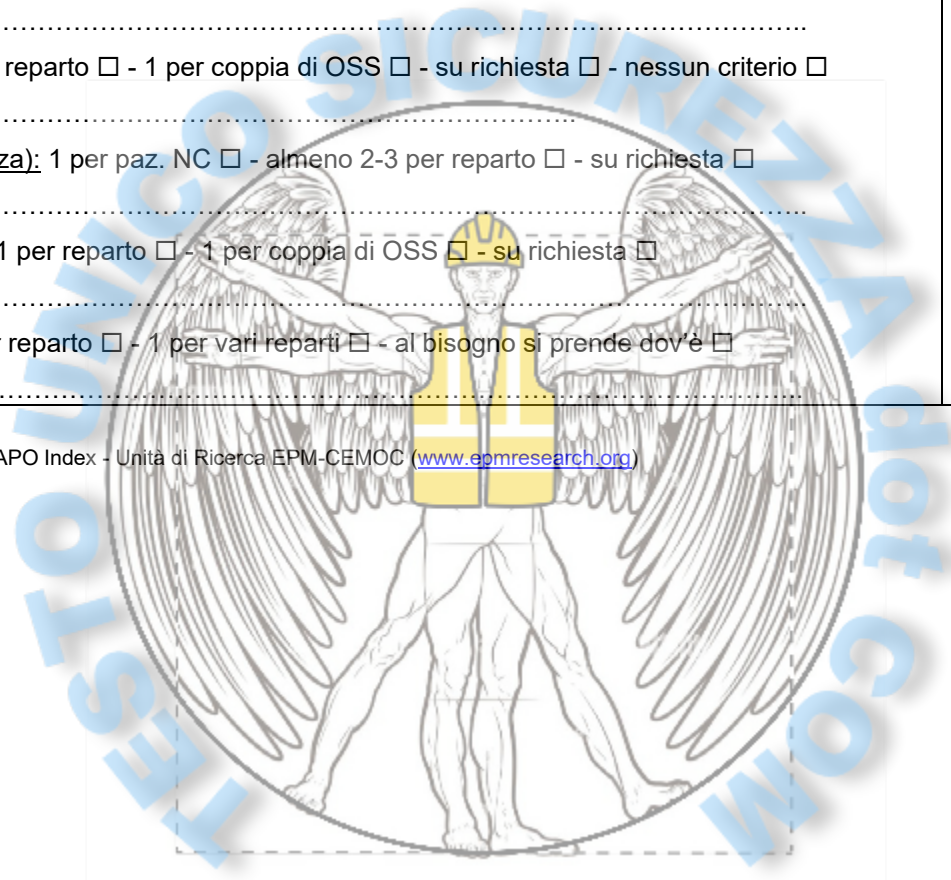 ……………………………………………………………………………..
reparto ☐ - 1 per coppia di OSS ☐ - su richiesta ☐ - nessun criterio ☐
……………………………………………………...
za): 1 per paz. NC ☐ - almeno 2-3 per reparto ☐ - su richiesta ☐
……………………………………………………………………………..
1 per reparto ☐ - 1 per coppia di OSS ☐ - su richiesta ☐
……………………………………………………………………………..
reparto ☐ - 1 per vari reparti ☐ - al bisogno si prende dov’è ☐
……………………………………………………………………………..
APO Index - Unità di Ricerca EPM-CEMOC (www.epmresearch.org)
TESTO UNICO SICUREZZA dot COM